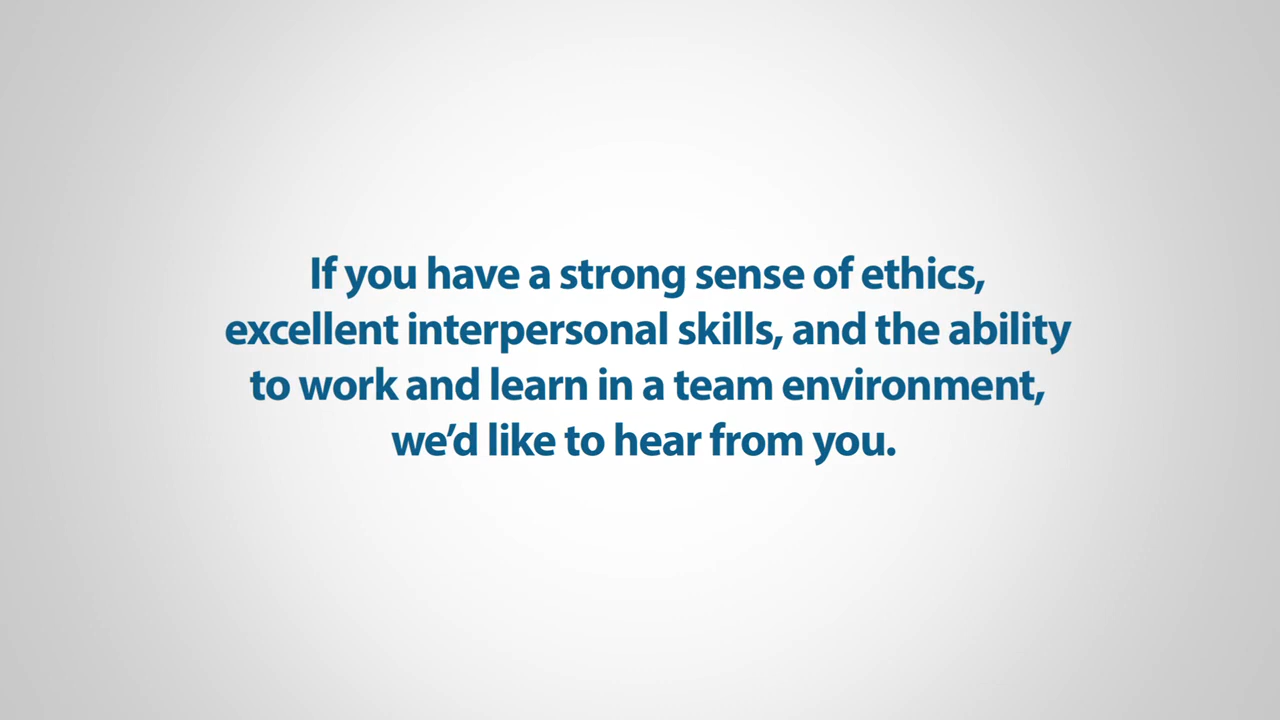 If you have a strong sense of ethics,
excellent interpersonal skills, and the ability
to work and learn in a team environment,
we’d like to hear from you.